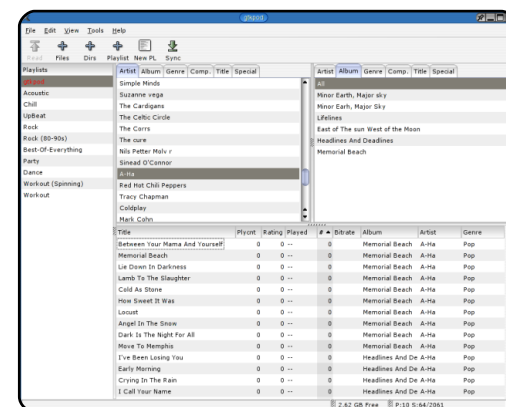 gtkpod
File Edit View Tools Help
Read Files Dirs Playlist New PL Sync
Playlists
gtkpod
Acoustic
Chill
UpBeat
Rock
Rock (80-90s)
Best-Of-Everything
Party
Dance
Workout (Spinning)
Workout
Artist Album Genre Comp. Title Special
Simple Minds
Suzanne vega
The Cardigans
The Celtic Circle
The Corrs
The cure
Nils Petter Molv r
Sinead O'Connor
A-Ha
Red Hot Chili Peppers
Tracy Chapman
Coldplay
Mark Cohn
Artist Album Genre Comp. Title Special
All
Minor Earth, Major sky
Minor Earh, Major Sky
Lifelines
East of The sun West of the Moon
Headlines And Deadlines
Memorial Beach
Title Plycnt Rating Played # Bitrate Album Artist Genre
Between Your Mama And Yourself 0 0 -- 0 Memorial Beach A-Ha Pop
Memorial Beach 0 0 -- 0 Memorial Beach A-Ha Pop
Lie Down In Darkness 0 0 -- 0 Memorial Beach A-Ha Pop
Lamb To The Slaughter 0 0 -- 0 Memorial Beach A-Ha Pop
Cold As Stone 0 0 -- 0 Memorial Beach A-Ha Pop
How Sweet It Was 0 0 -- 0 Memorial Beach A-Ha Pop
Locust 0 0 -- 0 Memorial Beach A-Ha Pop
Angel In The Snow 0 0 -- 0 Memorial Beach A-Ha Pop
Dark Is The Night For All 0 0 -- 0 Memorial Beach A-Ha Pop
Move To Memphis 0 0 -- 0 Memorial Beach A-Ha Pop
I've Been Losing You 0 0 -- 0 Headlines And De A-Ha Pop
Early Morning 0 0 -- 0 Headlines And De A-Ha Pop
Crying In The Rain 0 0 -- 0 Headlines And De A-Ha Pop
I Call Your Name 0 0 -- 0 Headlines And De A-Ha Pop
2.62 GB Free P:10 S:64/2061